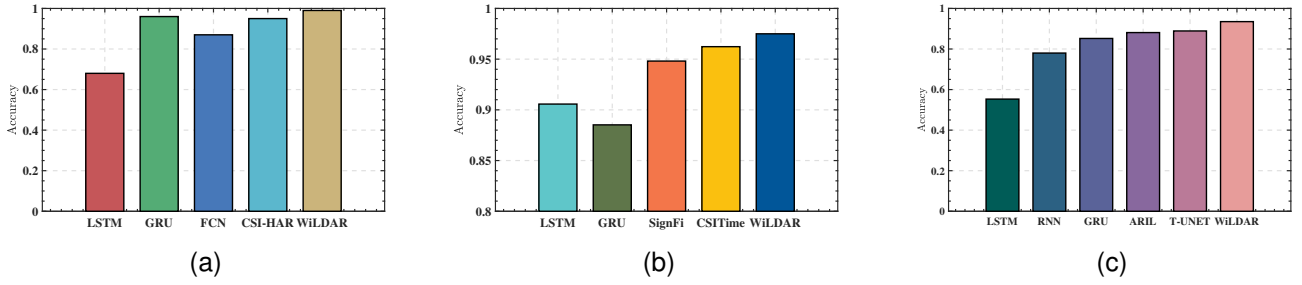 1
0.8
0.6
0.4
0.2
0
Accuracy
LSTM GRU FCN CSI-HAR WiLDAR
(a)
0.95
0.9
0.85
0.8
Accuracy
LSTM GRU SignFi CSITime WiLDAR
(b)
1
0.8
0.6
0.4
0.2
0
Accuracy
LSTM RNN GRU ARIL T-UNET WiLDAR
(c)